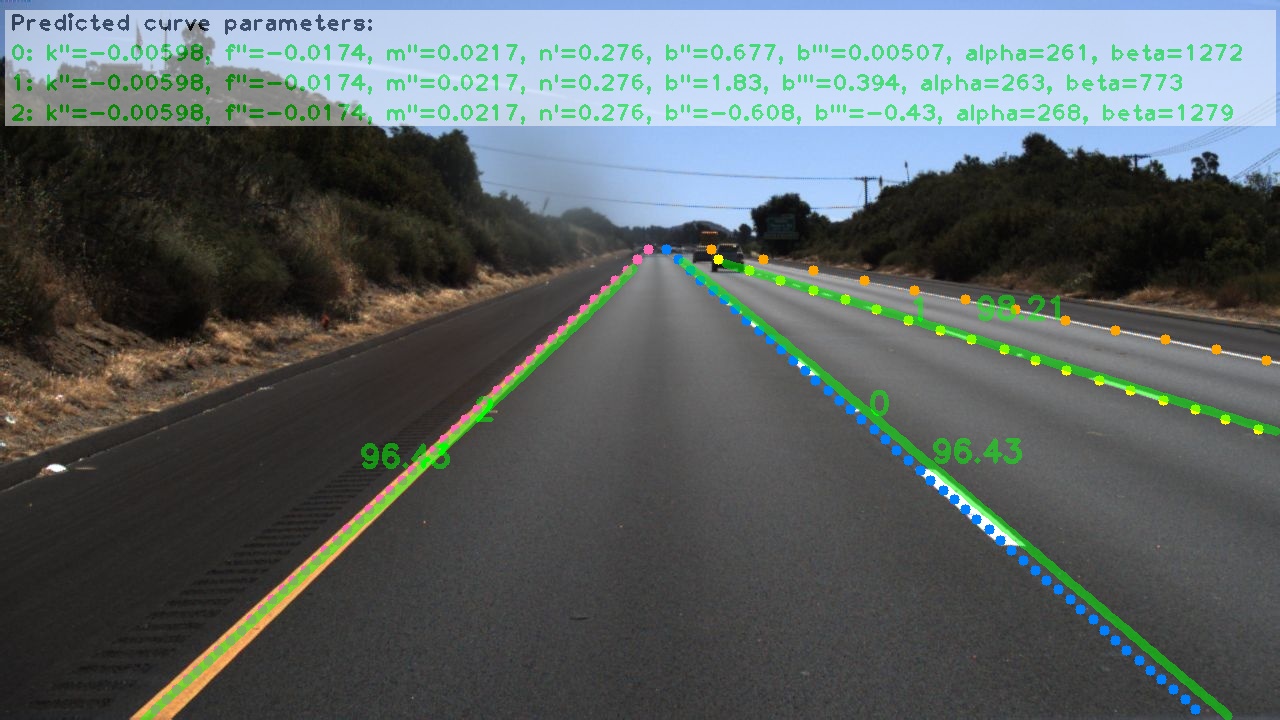 Predicted curve parameters:
0: k''=-0.00598, f''=-0.0174, m''=0.0217, n'=0.276, b''=0.677, b'''=0.00507, alpha=261, beta=1272
1: k''=-0.00598, f''=-0.0174, m''=0.0217, n'=0.276, b''=1.83, b'''=0.394, alpha=263, beta=773
2: k''=-0.00598, f''=-0.0174, m''=0.0217, n'=0.276, b''=-0.608, b'''=-0.43, alpha=268, beta=1279
1 98.21
0
2
96.43
96.43